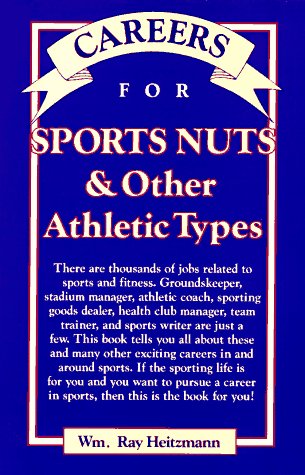 CAREERS
FOR
SPORTS NUTS
& Other
Athletic Types
There are thousands of jobs related to
sports and fitness. Groundskeeper,
stadium manager, athletic coach, sporting
goods dealer, health club manager, team
trainer, and sports writer are just a
few. This book tells you all about these
and many other exciting careers in and
around sports. If the sporting life is
for you and you want to pursue a career
in sports, then this is the book for you!
Wm. Ray Heitzmann